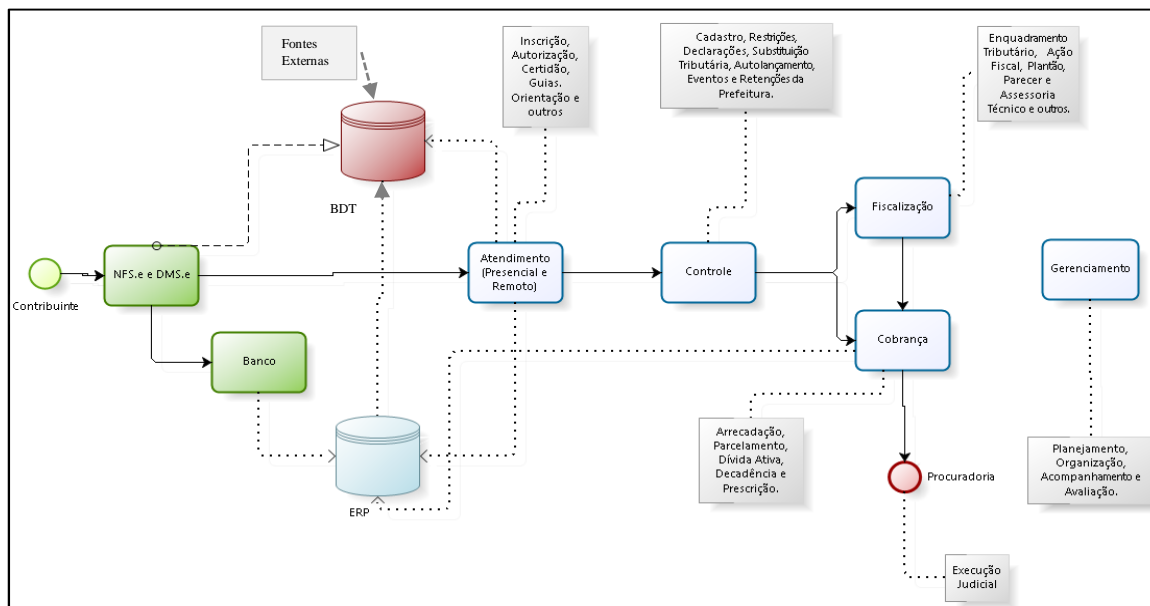 Fontes
Externas
Inscrição,
Autorização,
Certidão,
Guias.
Orientação e
outros
Cadastro, Restrições,
Declarações, Substituição
Tributária, Autolançamento,
Eventos e Retenções da
Prefeitura.
Enquadramento
Tributário, Ação
Fiscal, Plantão,
Parecer e
Assessoria
Técnico e outros.
BDT
Fiscalização
NFS.e e DMS.e
Atendimento
(Presencial e
Remoto)
Controle
Gerenciamento
Contribuinte
Banco
Cobrança
Arrecadação,
Parcelamento,
Dívida Ativa,
Decadência e
Prescrição.
Planejamento,
Organização,
Acompanhamento e
Avaliação.
Procuradoria
ERP
Execução
Judicial